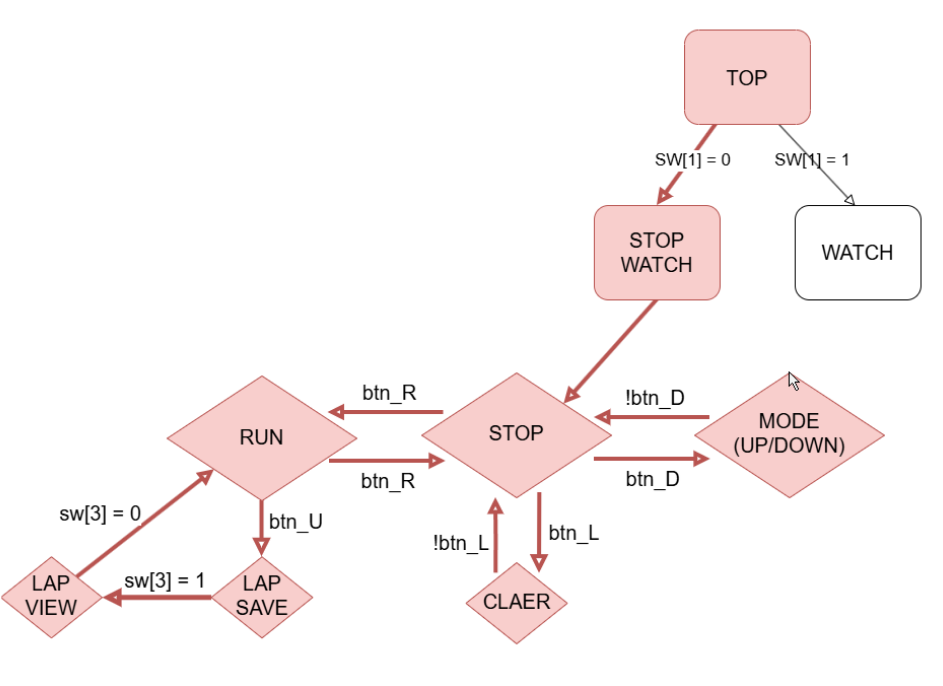 TOP
SW[1] = 0
SW[1] = 1
STOP
WATCH
WATCH
btn_R
!btn_D
RUN
STOP
MODE
(UP/DOWN)
btn_R
btn_D
sw[3] = 0
btn_U
!btn_L
btn_L
sw[3] = 1
LAP
VIEW
LAP
SAVE
CLAER